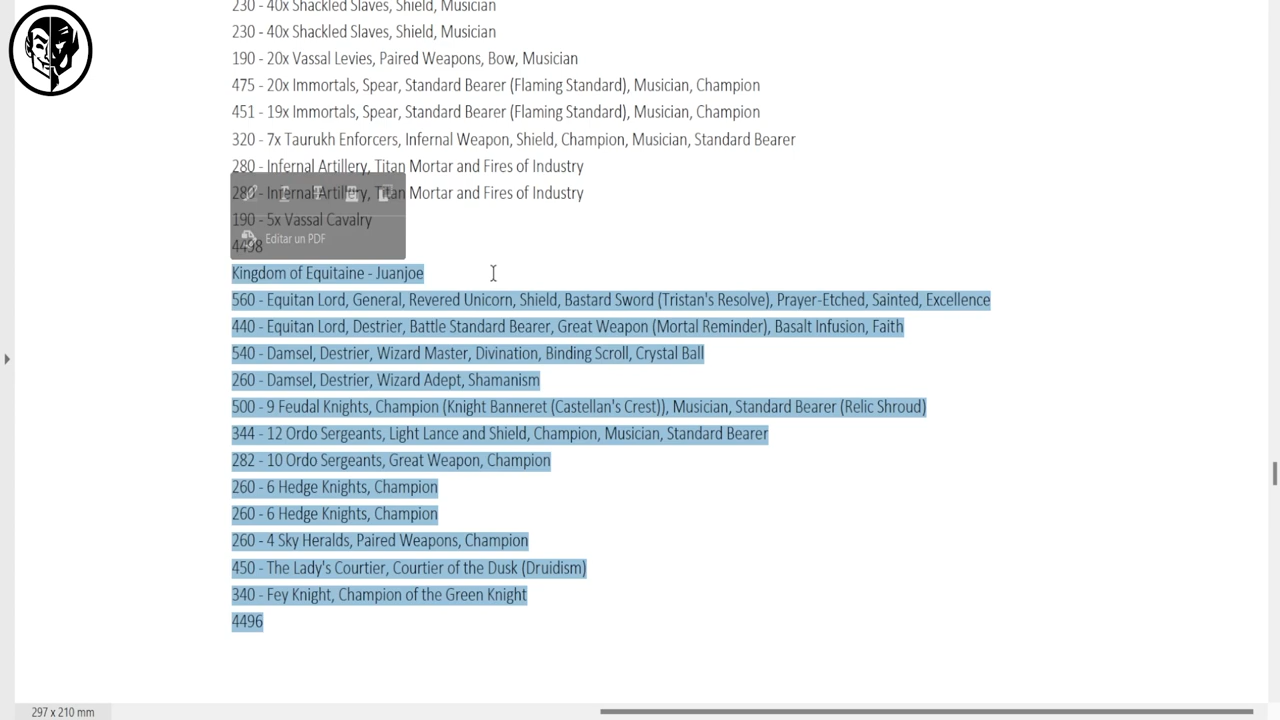 230 - 40x Shackled Slaves, Shield, Musician
230 - 40x Shackled Slaves, Shield, Musician
190 - 20x Vassal Levies, Paired Weapons, Bow, Musician
475 - 20x Immortals, Spear, Standard Bearer (Flaming Standard), Musician, Champion
451 - 19x Immortals, Spear, Standard Bearer (Flaming Standard), Musician, Champion
320 - 7x Taurukh Enforcers, Infernal Weapon, Shield, Champion, Musician, Standard Bearer
280 - Infernal Artillery, Titan Mortar and Fires of Industry
280 - Infernal Artillery, Titan Mortar and Fires of Industry
190 - 5x Vassal Cavalry
Editar un PDF
4498
Kingdom of Equitaine - Juanjoe
560 - Equitan Lord, General, Revered Unicorn, Shield, Bastard Sword (Tristan's Resolve), Prayer-Etched, Sainted, Excellence
440 - Equitan Lord, Destrier, Battle Standard Bearer, Great Weapon (Mortal Reminder), Basalt Infusion, Faith
540 - Damsel, Destrier, Wizard Master, Divination, Binding Scroll, Crystal Ball
260 - Damsel, Destrier, Wizard Adept, Shamanism
500 - 9 Feudal Knights, Champion (Knight Banneret (Castellan's Crest)), Musician, Standard Bearer (Relic Shroud)
344 - 12 Ordo Sergeants, Light Lance and Shield, Champion, Musician, Standard Bearer
282 - 10 Ordo Sergeants, Great Weapon, Champion
260 - 6 Hedge Knights, Champion
260 - 6 Hedge Knights, Champion
260 - 4 Sky Heralds, Paired Weapons, Champion
450 - The Lady's Courtier, Courtier of the Dusk (Druidism)
340 - Fey Knight, Champion of the Green Knight
4496
297 x 210 mm